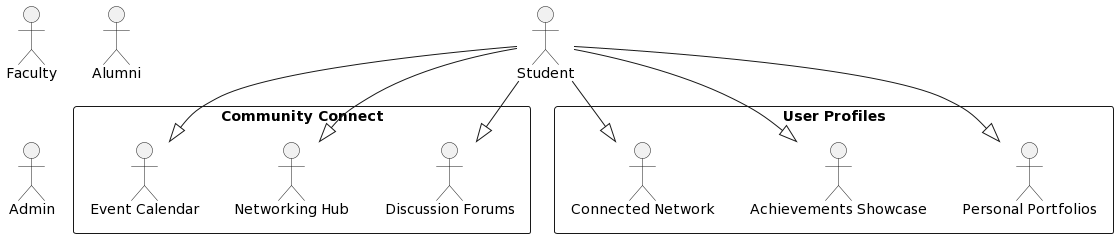 Faculty
Alumni
Student
Community Connect
User Profiles
Admin
Event Calendar
Networking Hub
Discussion Forums
Connected Network
Achievements Showcase
Personal Portfolios